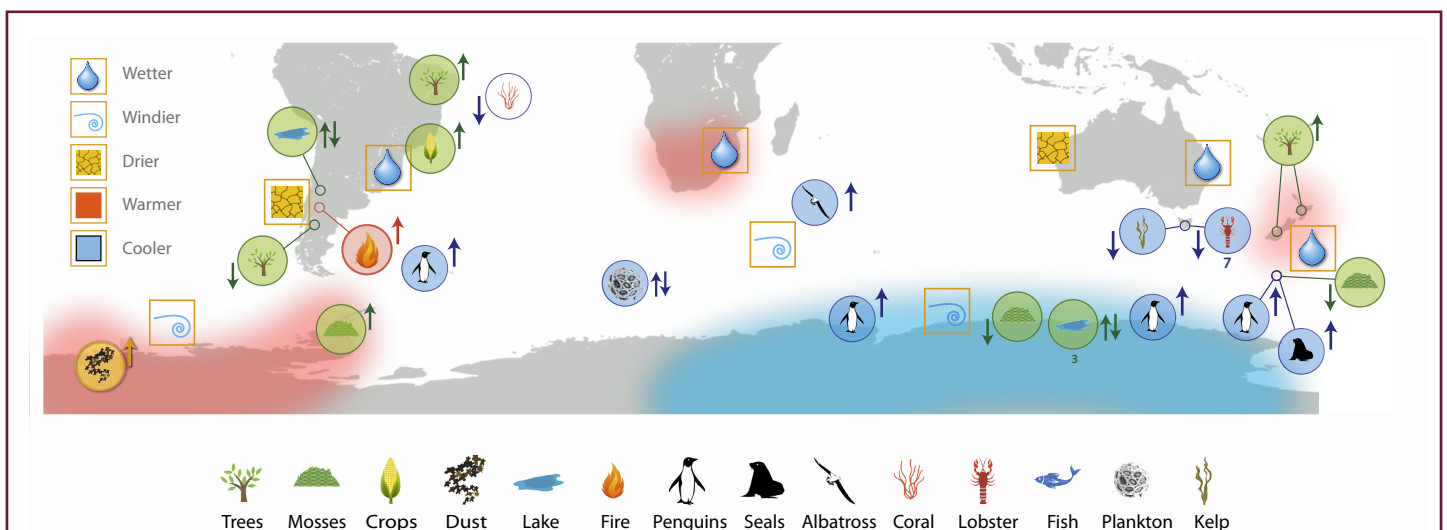 Wetter
Windier
Drier
Warmer
Cooler
7
3
Trees Mosses Crops Dust Lake Fire Penguins Seals Albatross Coral Lobster Fish Plankton Kelp